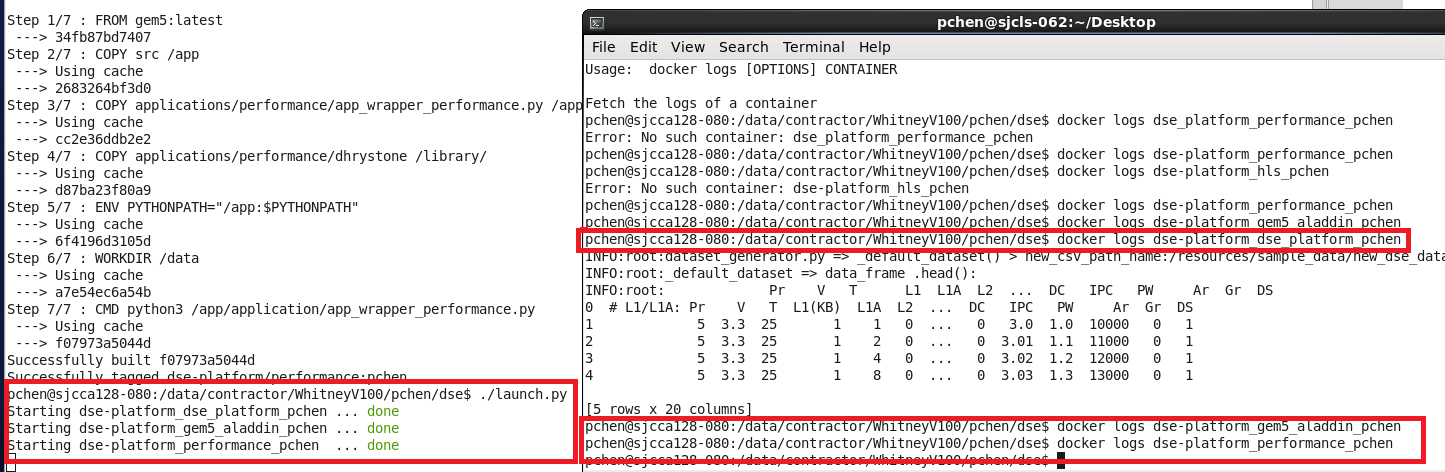 Step 1/7 : FROM gem5:latest
 ---> 34fb87bd7407
Step 2/7 : COPY src /app
 ---> Using cache
 ---> 2683264bf3d0
Step 3/7 : COPY applications/performance/app_wrapper_performance.py /app
 ---> Using cache
 ---> cc2e36ddb2e2
Step 4/7 : COPY applications/performance/dhrystone /library/
 ---> Using cache
 ---> d87ba23f80a9
Step 5/7 : ENV PYTHONPATH="/app:$PYTHONPATH"
 ---> Using cache
 ---> 6f4196d3105d
Step 6/7 : WORKDIR /data
 ---> Using cache
 ---> a7e54ec6a54b
Step 7/7 : CMD python3 /app/application/app_wrapper_performance.py
 ---> Using cache
 ---> f07973a5044d
Successfully built f07973a5044d
Successfully tagged dse-platform/performance:pchen
pchen@sjcca128-080:/data/contractor/WhitneyV100/pchen/dse$ ./launch.py
Starting dse-platform_dse_platform_pchen ... done
Starting dse-platform_gem5_aladdin_pchen ... done
Starting dse-platform_performance_pchen  ... done
pchen@sjcls-062:~/Desktop
File Edit View Search Terminal Help
Usage:  docker logs [OPTIONS] CONTAINER
Fetch the logs of a container
pchen@sjcca128-080:/data/contractor/WhitneyV100/pchen/dse$ docker logs dse_platform_performance_pchen
Error: No such container: dse_platform_performance_pchen
pchen@sjcca128-080:/data/contractor/WhitneyV100/pchen/dse$ docker logs dse-platform_performance_pchen
pchen@sjcca128-080:/data/contractor/WhitneyV100/pchen/dse$ docker logs dse-platform_hls_pchen
Error: No such container: dse-platform_hls_pchen
pchen@sjcca128-080:/data/contractor/WhitneyV100/pchen/dse$ docker logs dse-platform_performance_pchen
pchen@sjcca128-080:/data/contractor/WhitneyV100/pchen/dse$ docker logs dse-platform_gem5_aladdin_pchen
pchen@sjcca128-080:/data/contractor/WhitneyV100/pchen/dse$ docker logs dse-platform_dse_platform_pchen
INFO:root:dataset_generator.py => _default_dataset() > new_csv_path_name:/resources/sample_data/new_dse_data
INFO:root:_default_dataset => data_frame .head():
INFO:root:             Pr    V   T      L1  L1A  L2  ...  DC   IPC   PW     Ar  Gr  DS
0  # L1/L1A: Pr    V   T  L1(KB)  L1A  L2  ...  DC   IPC   PW     Ar  Gr  DS
1             5  3.3  25       1    1   0  ...   0   3.0  1.0  10000   0   1
2             5  3.3  25       1    2   0  ...   0  3.01  1.1  11000   0   1
3             5  3.3  25       1    4   0  ...   0  3.02  1.2  12000   0   1
4             5  3.3  25       1    8   0  ...   0  3.03  1.3  13000   0   1
[5 rows x 20 columns]
pchen@sjcca128-080:/data/contractor/WhitneyV100/pchen/dse$ docker logs dse-platform_gem5_aladdin_pchen
pchen@sjcca128-080:/data/contractor/WhitneyV100/pchen/dse$ docker logs dse-platform_performance_pchen
pchen@sjcca128-080:/data/contractor/WhitneyV100/pchen/dse$